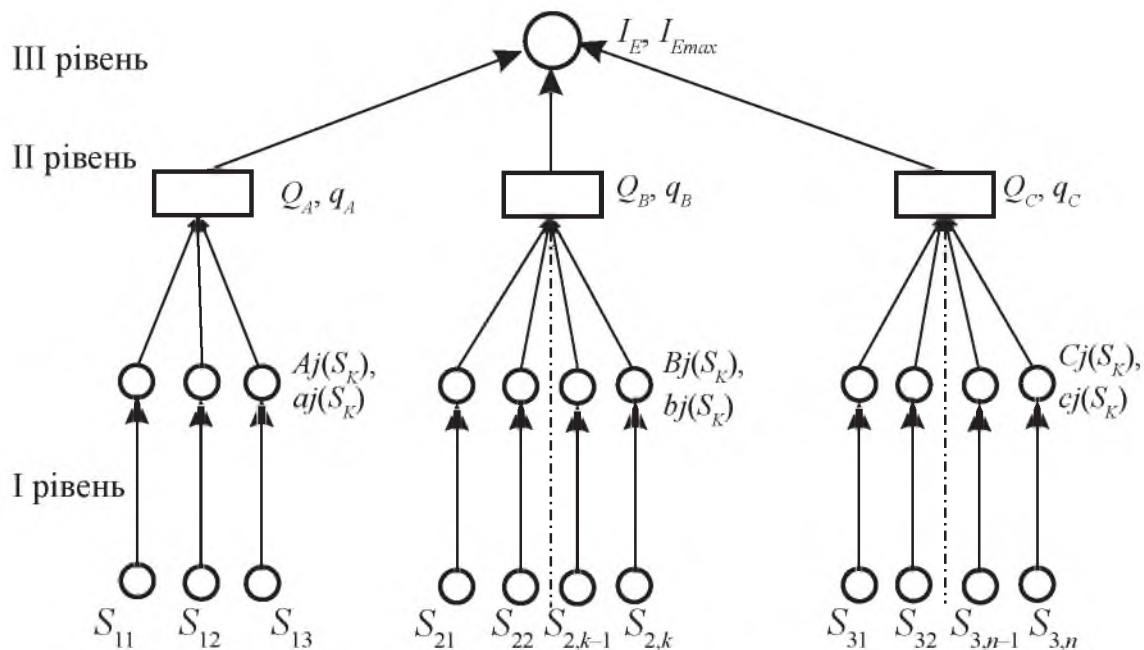 III рівень
I_E, I_Emax
II рівень
Q_A, q_A
Q_B, q_B
Q_C, q_C
Aj(S_K),
aj(S_K)
Bj(S_K),
bj(S_K)
Cj(S_K),
cj(S_K)
I рівень
S_11 S_12 S_13 S_21 S_22 S_2,k–1 S_2,k S_31 S_32 S_3,n–1 S_3,n